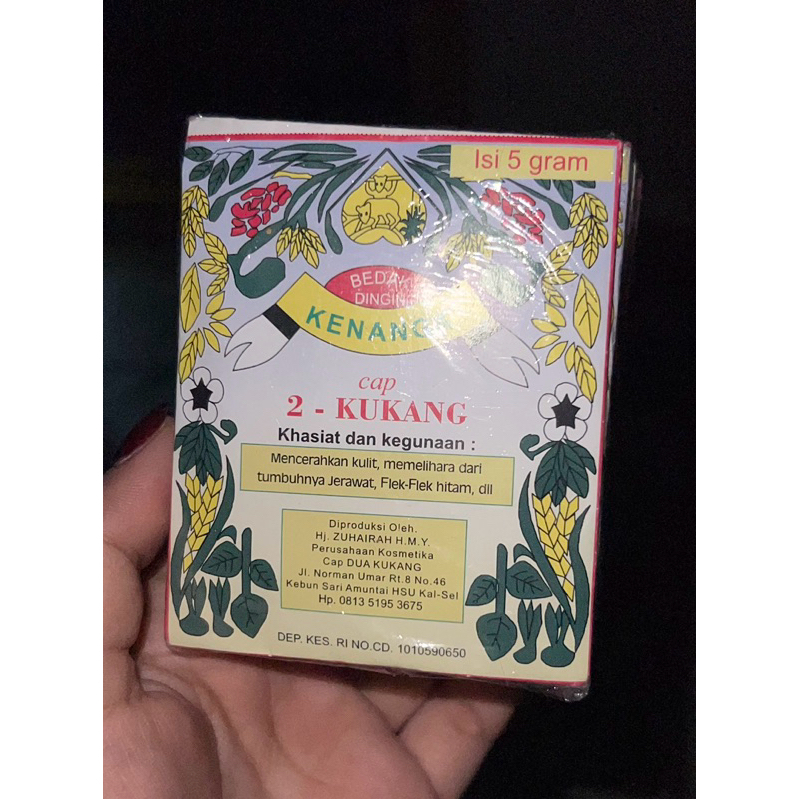 Isi 5 gram
BEDAK
DINGIN
KENANGA
cap
2 - KUKANG
Khasiat dan kegunaan :
Mencerahkan kulit, memelihara dari
tumbuhnya Jerawat, Flek-Flek hitam, dll
Diproduksi Oleh,
Hj. ZUHAIRAH H.M.Y.
Perusahaan Kosmetika
Cap DUA KUKANG
Jl. Norman Umar Rt.8 No.46
Kebun Sari Amuntai HSU Kal-Sel
Hp. 0813 5195 3675
DEP. KES. RI NO.CD. 1010590650